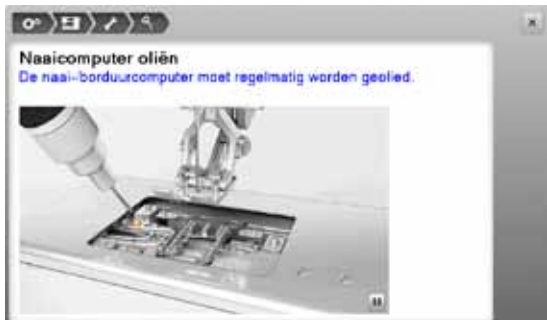 Naaicomputer oliën
De naai-borduurcomputer moet regelmatig worden geolied.